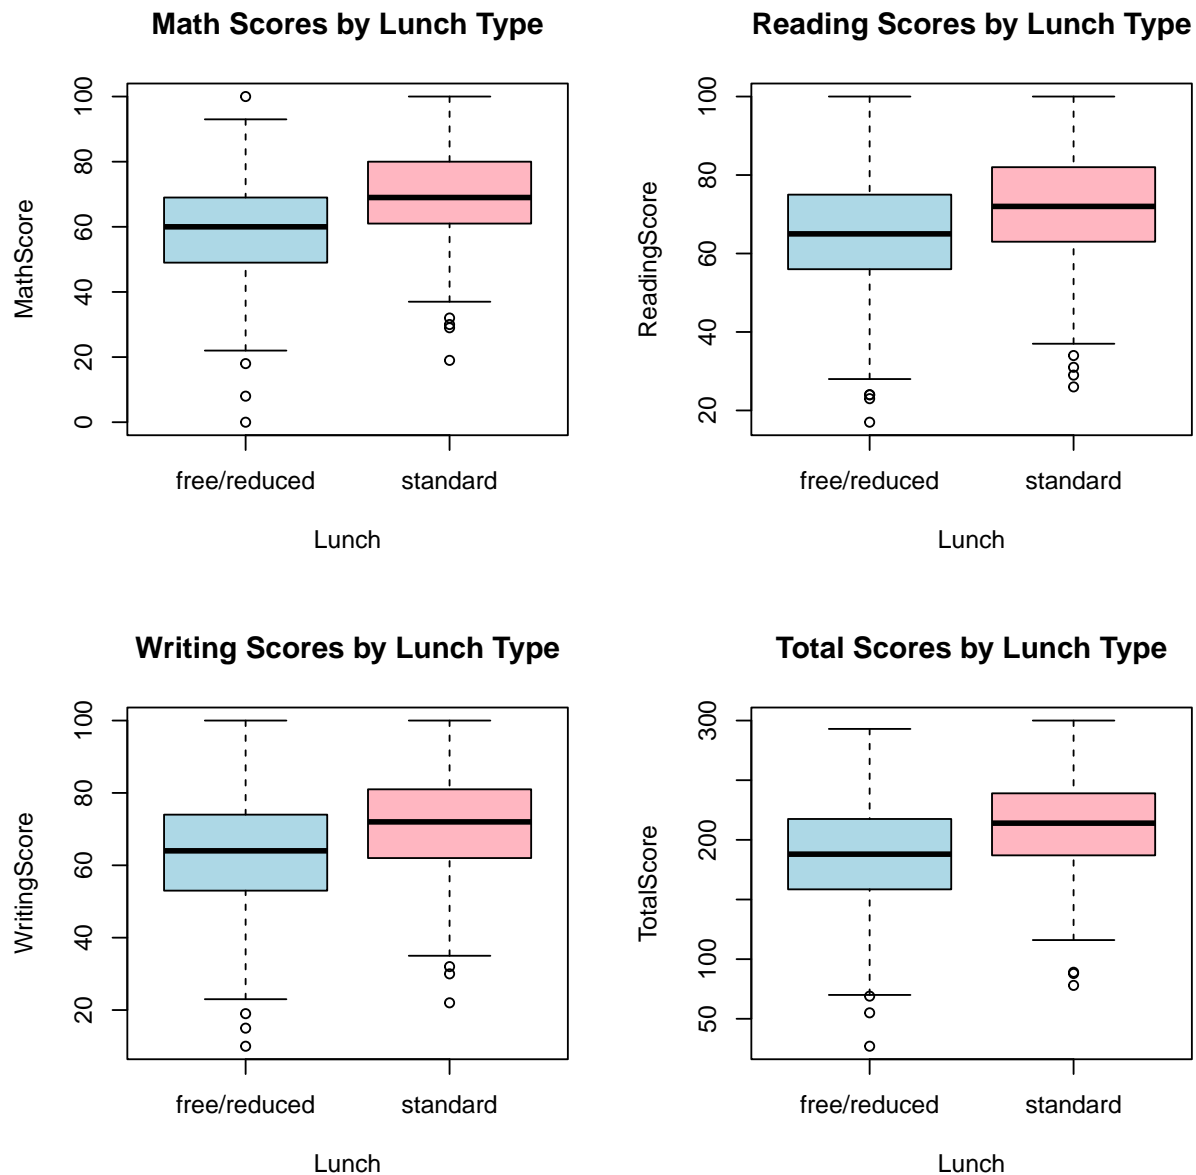 Math Scores by Lunch Type
MathScore
100
80
60
40
20
0
free/reduced standard
Lunch
Reading Scores by Lunch Type
ReadingScore
100
80
60
40
20
free/reduced standard
Lunch
Writing Scores by Lunch Type
WritingScore
100
80
60
40
20
free/reduced standard
Lunch
Total Scores by Lunch Type
TotalScore
300
200
100
50
free/reduced standard
Lunch